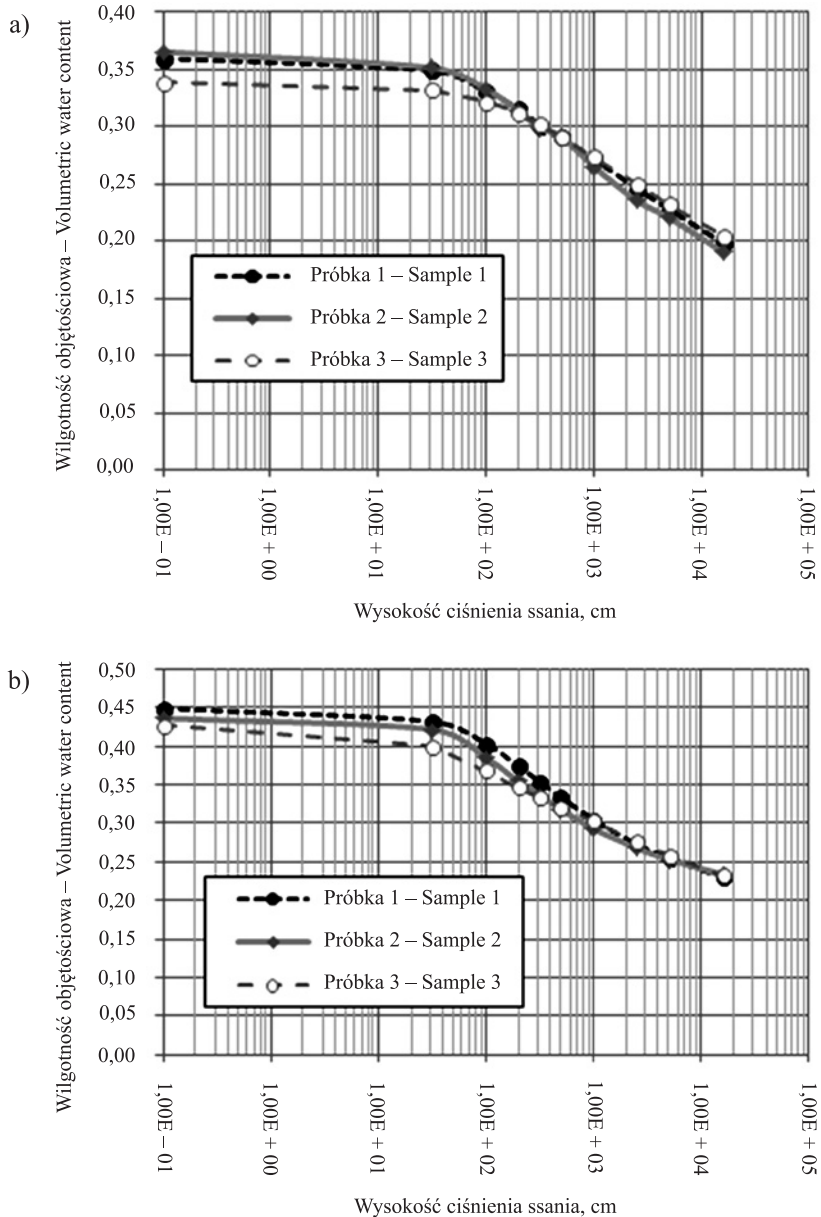 a)
Wilgotność objętościowa – Volumetric water content
0,40
0,35
0,30
0,25
0,20
0,15
0,10
0,05
0,00
Próbka 1 – Sample 1
Próbka 2 – Sample 2
Próbka 3 – Sample 3
1,00E – 01
1,00E + 00
1,00E + 01
1,00E + 02
1,00E + 03
1,00E + 04
1,00E + 05
Wysokość ciśnienia ssania, cm
b)
Wilgotność objętościowa – Volumetric water content
0,50
0,45
0,40
0,35
0,30
0,25
0,20
0,15
0,10
0,05
0,00
Próbka 1 – Sample 1
Próbka 2 – Sample 2
Próbka 3 – Sample 3
1,00E – 01
1,00E + 00
1,00E + 01
1,00E + 02
1,00E + 03
1,00E + 04
1,00E + 05
Wysokość ciśnienia ssania, cm